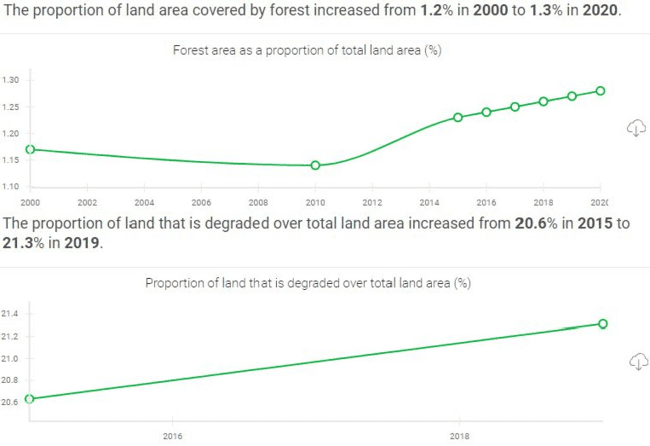 The proportion of land area covered by forest increased from 1.2% in 2000 to 1.3% in 2020.
Forest area as a proportion of total land area (%)
1.30
1.25
1.20
1.15
1.10
2000 2002 2004 2006 2008 2010 2012 2014 2016 2018 2020
The proportion of land that is degraded over total land area increased from 20.6% in 2015 to
21.3% in 2019.
Proportion of land that is degraded over total land area (%)
21.4
21.2
21.0
20.8
20.6
2016 2018